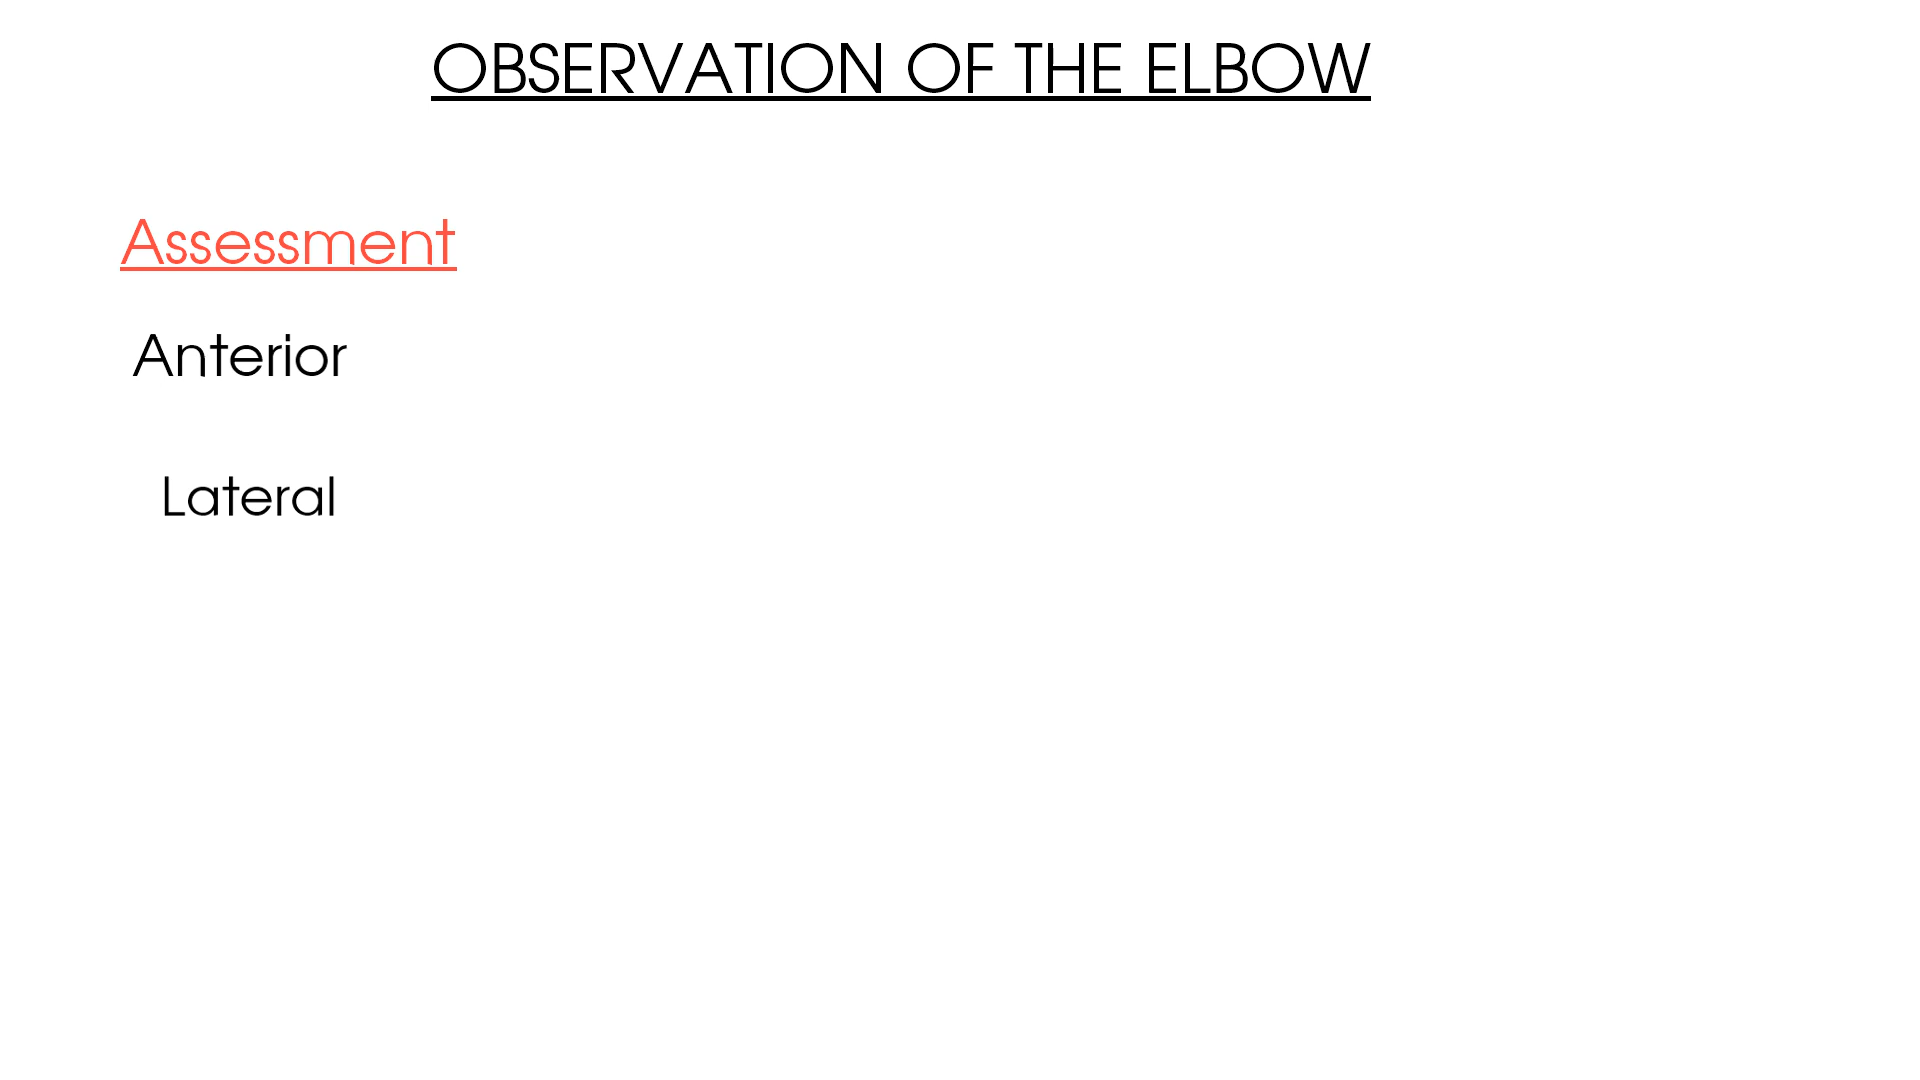 OBSERVATION OF THE ELBOW
Assessment
Anterior
Lateral